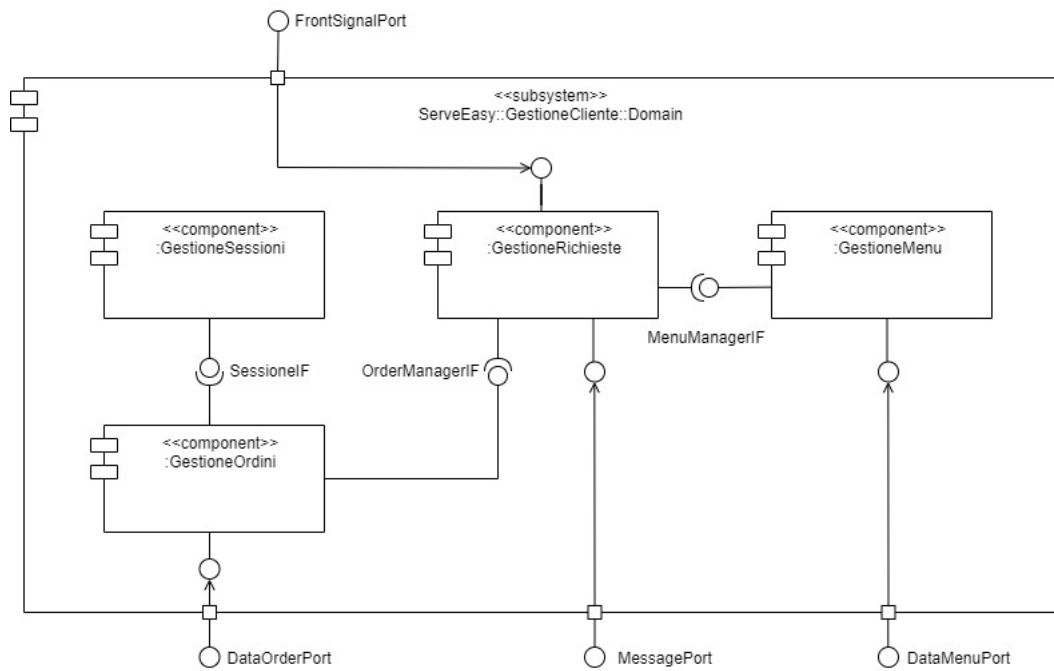 FrontSignalPort
<<subsystem>>
ServeEasy::GestioneCliente::Domain
<<component>>
:GestioneSessioni
<<component>>
:GestioneRichieste
<<component>>
:GestioneMenu
MenuManagerIF
SessioneIF
OrderManagerIF
<<component>>
:GestioneOrdini
DataOrderPort
MessagePort
DataMenuPort